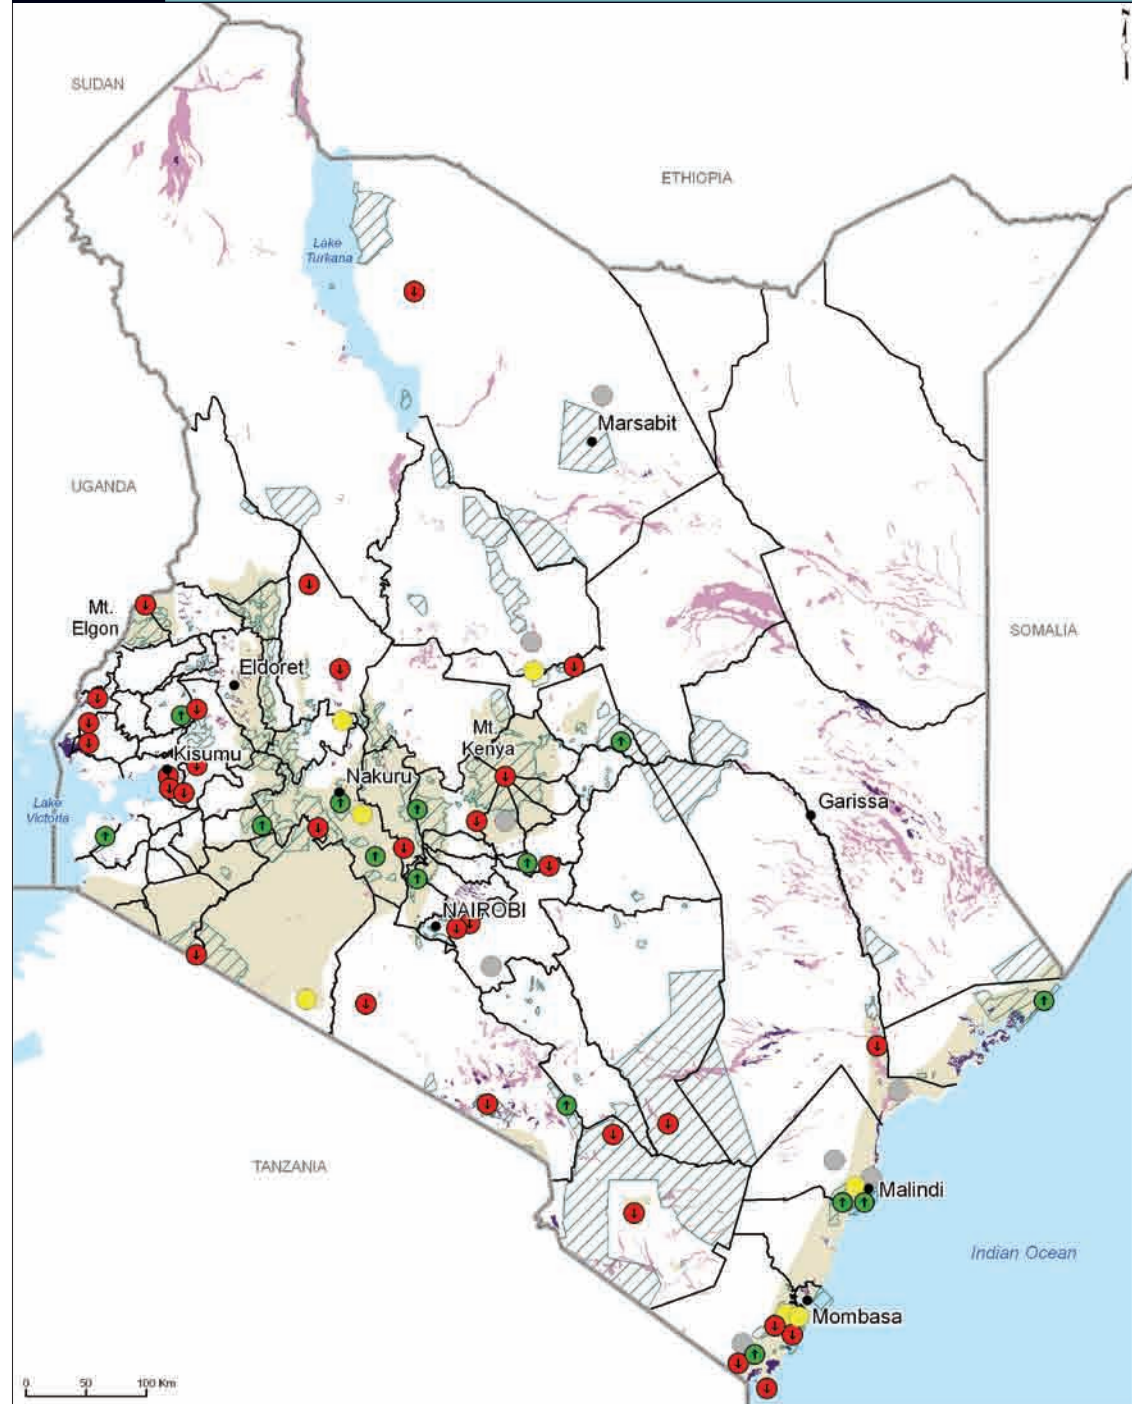 N
SUDAN
ETHIOPIA
Lake
Turkana
Marsabit
UGANDA
Mt.
Elgon
SOMALIA
Eldoret
Mt.
Kenya
Kisumu
Nakuru
Lake
Victoria
Garissa
NAIROBI
TANZANIA
Malindi
Indian Ocean
Mombasa
0 50 100 Km